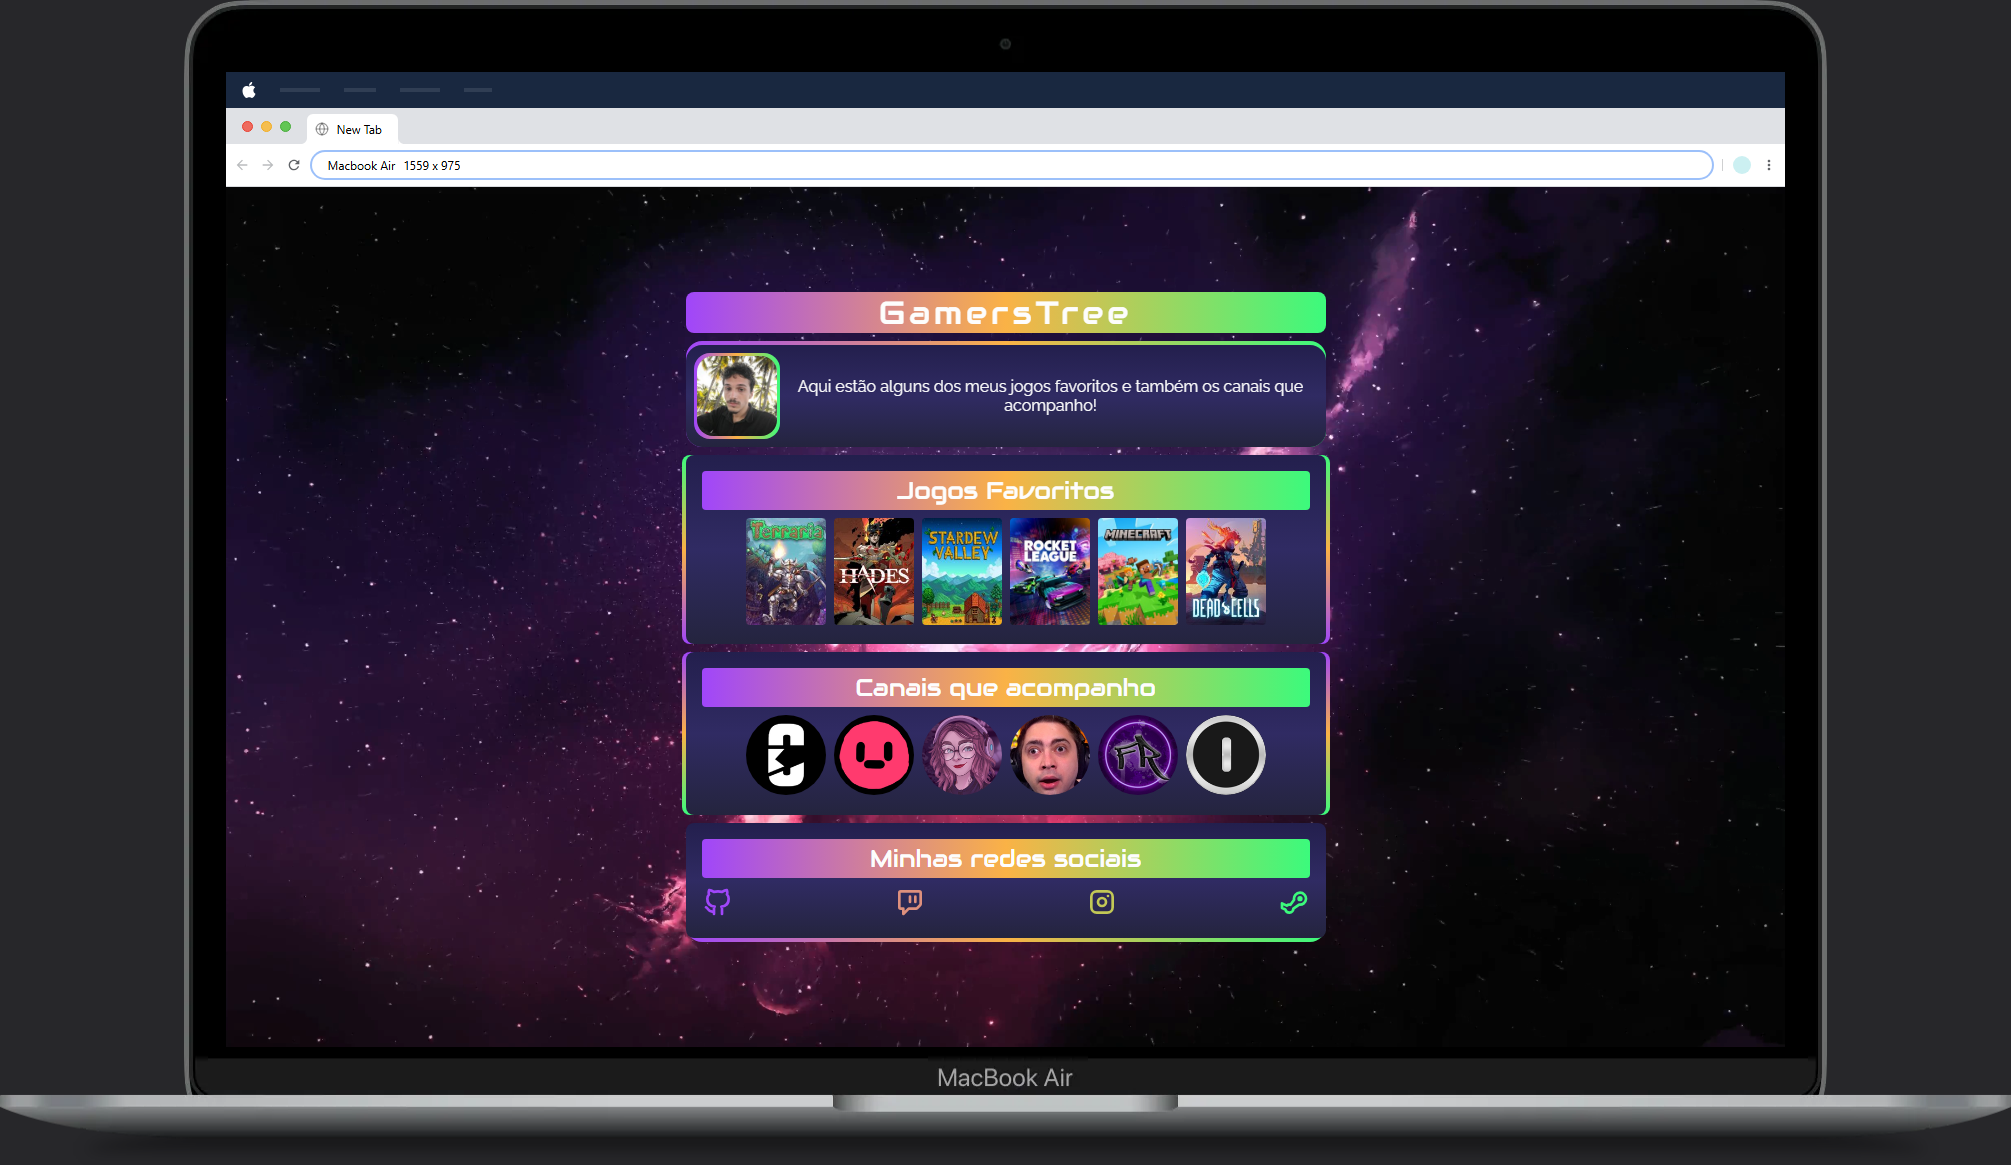 New Tab
Macbook Air 1559 x 975
GamersTree
Aqui estão alguns dos meus jogos favoritos e também os canais que
acompanho!
Jogos Favoritos
Terraria
HADES
STARDEW
VALLEY
ROCKET
LEAGUE
MINECRAFT
DEAD CELLS
Canais que acompanho
FR
Minhas redes sociais
MacBook Air